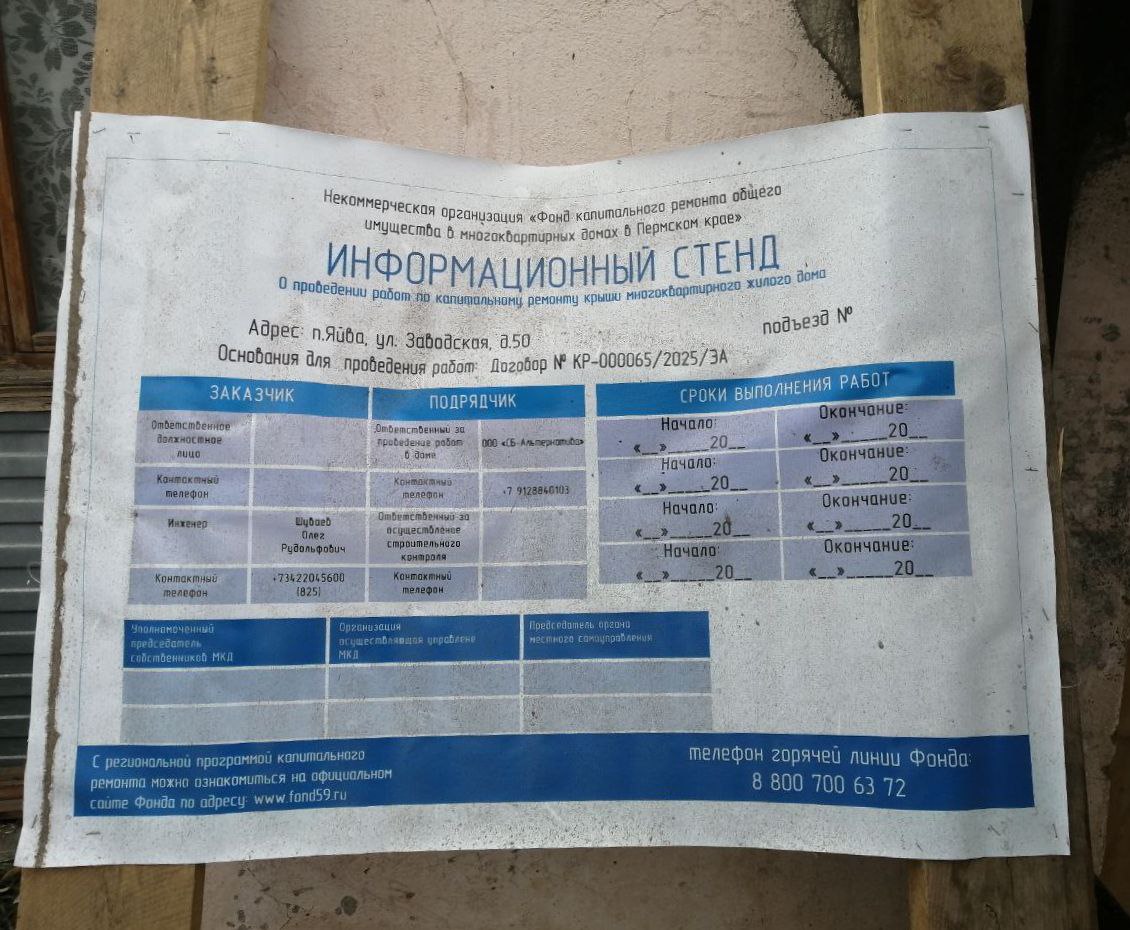 Некоммерческая организация «Фонд капитального ремонта общего
имущества в многоквартирных домах в Пермском крае»
ИНФОРМАЦИОННЫЙ СТЕНД
О проведении работ по капитальному ремонту крыши многоквартирного жилого дома
Адрес: п.Яйва, ул. Заводская, д.50
подъезд №
Основания для проведения работ: Договор № КР-000065/2025/ЭА
ЗАКАЗЧИК
Ответственное
должностное
лицо
Контактный
телефон
Инженер
Шуваев
Олег
Рудольфович
Контактный
телефон
+73422045600
(825)
ПОДРЯДЧИК
Ответственный за
проведение работ
в доме
ООО «СБ-Альтернатива»
Контактный
телефон
+7 9128840103
Ответственный за
осуществление
строительного
контроля
Контактный
телефон
СРОКИ ВЫПОЛНЕНИЯ РАБОТ
Начало:
«__»_____20__
Окончание:
«__»_____20__
Начало:
«__»_____20__
Окончание:
«__»_____20__
Начало:
«__»_____20__
Окончание:
«__»_____20__
Начало:
«__»_____20__
Окончание:
«__»_____20__
Уполномоченный
председатель
собственников МКД
Организация
осуществляющая управлене
МКД
Председатель органа
местного самоуправления
С региональной программой капитального
ремонта можно ознакомиться на официальном
сайте Фонда по адресу: www.fond59.ru
телефон горячей линии Фонда:
8 800 700 63 72